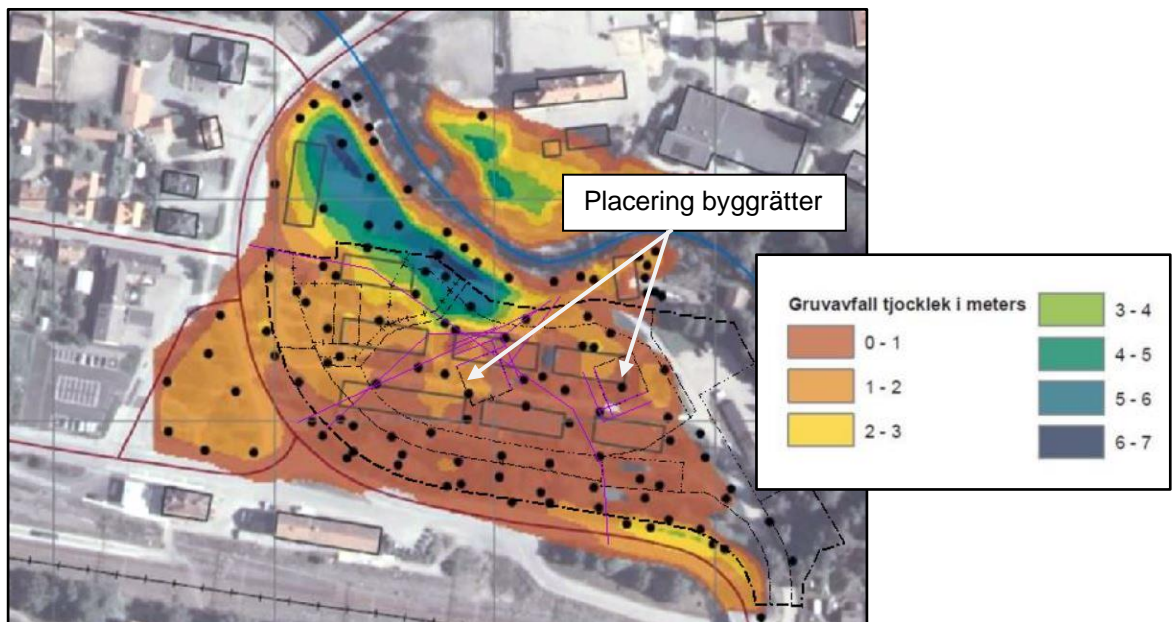 Placering byggrätter
Gruvavfall tjocklek i meters
0 - 1
1 - 2
2 - 3
3 - 4
4 - 5
5 - 6
6 - 7